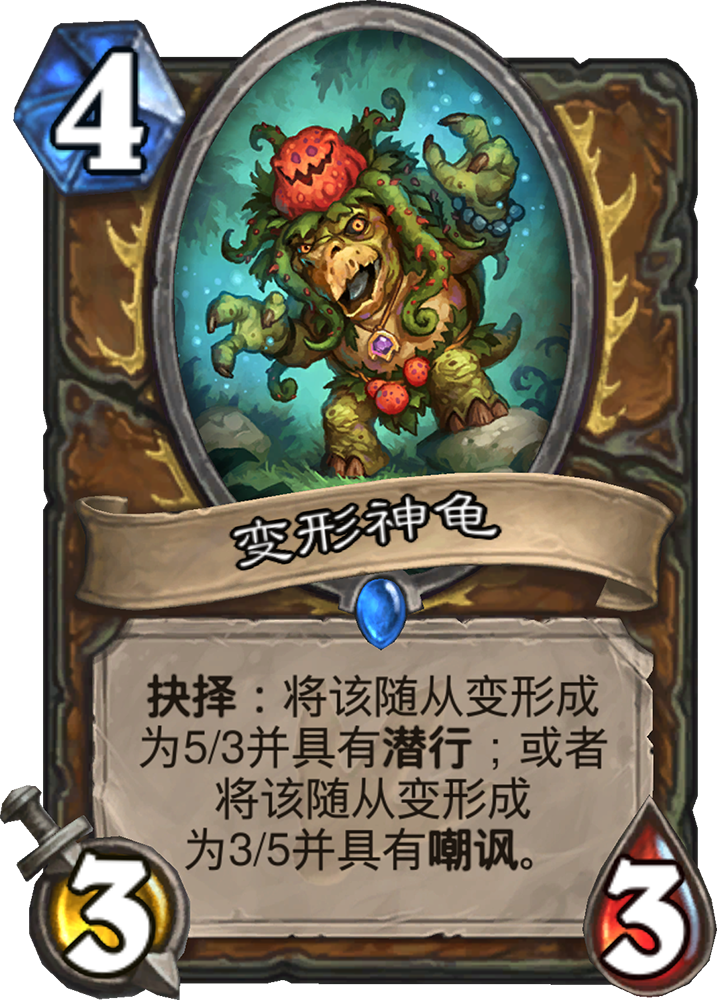 4
变形神龟
抉择：将该随从变形成
为5/3并具有潜行；或者
将该随从变形成
为3/5并具有嘲讽。
3
3